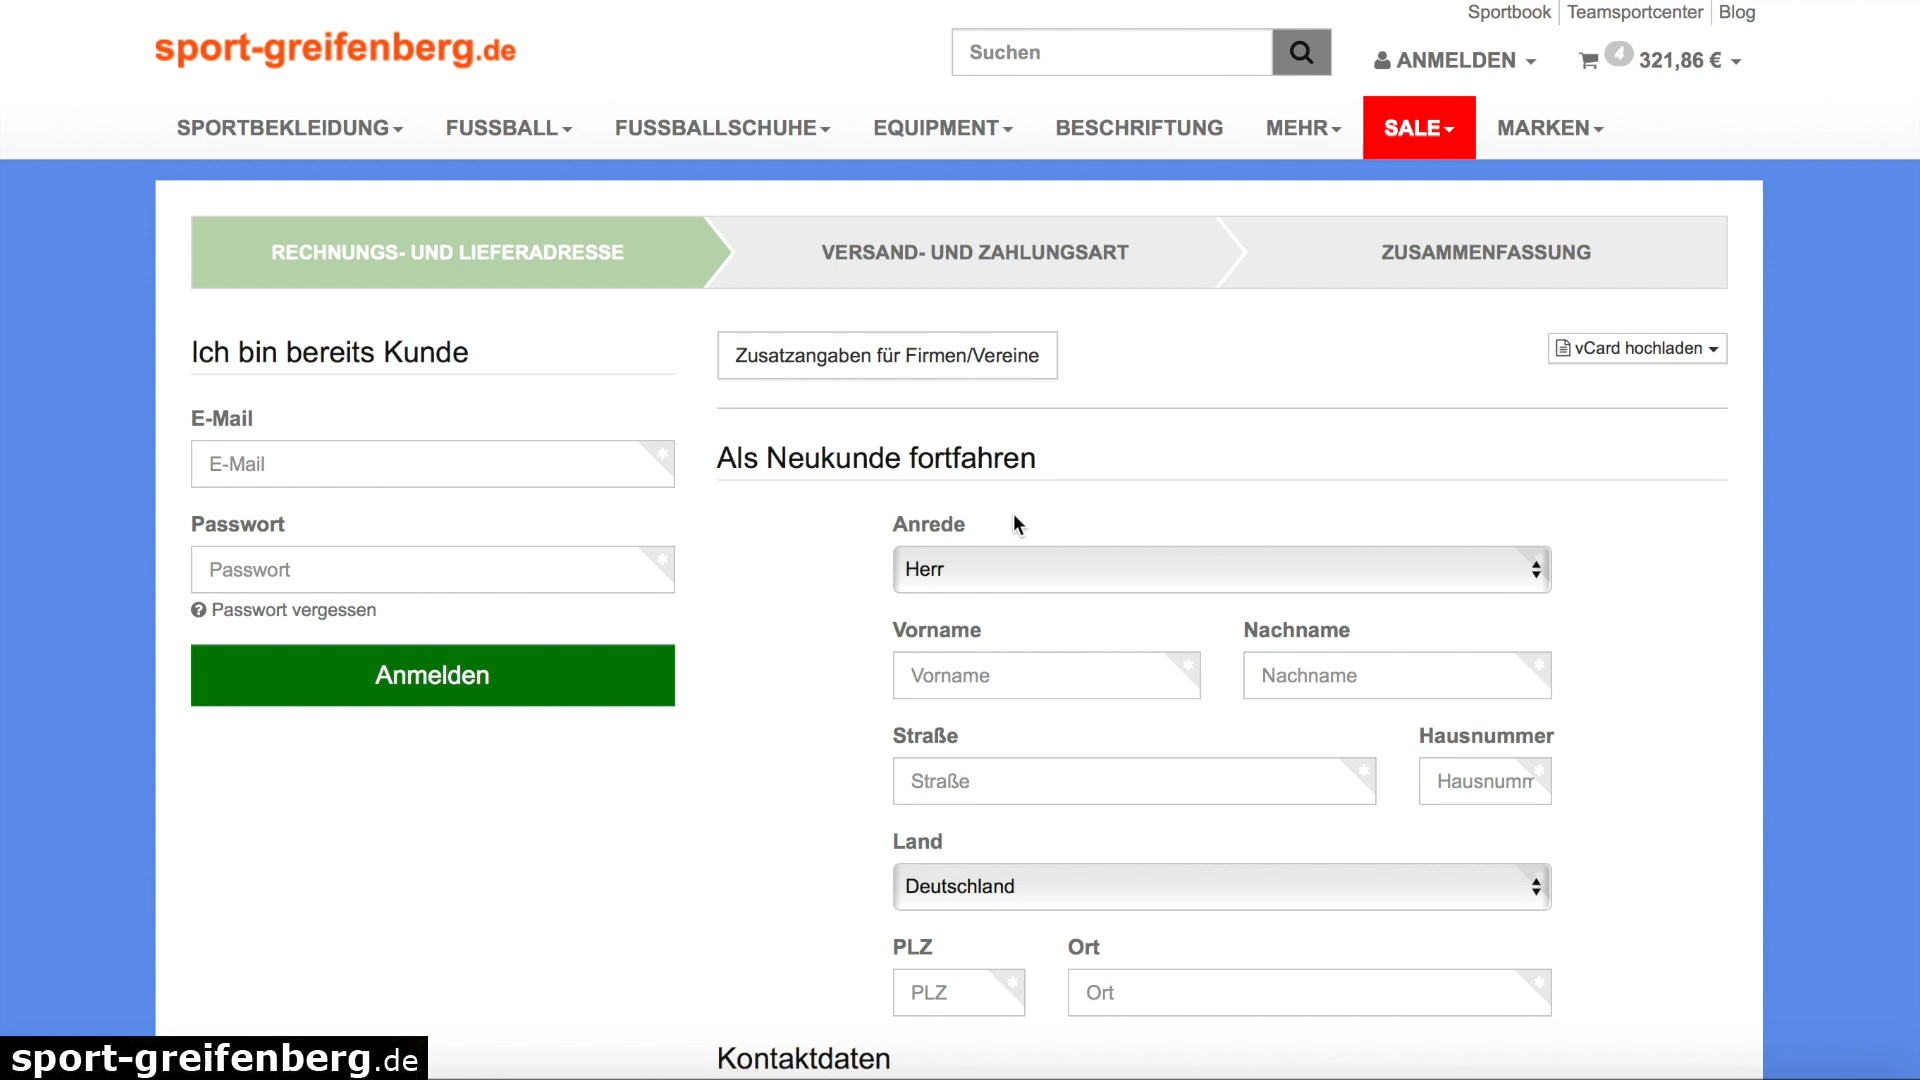 Sportbook Teamsportcenter Blog
sport-greifenberg.de
Suchen
ANMELDEN
4 321,86 €
SPORTBEKLEIDUNG FUSSBALL FUSSBALLSCHUHE EQUIPMENT BESCHRIFTUNG MEHR SALE MARKEN
RECHNUNGS- UND LIEFERADRESSE VERSAND- UND ZAHLUNGSART ZUSAMMENFASSUNG
Ich bin bereits Kunde
E-Mail
E-Mail
Passwort
Passwort
Passwort vergessen
Anmelden
Zusatzangaben für Firmen/Vereine
vCard hochladen
Als Neukunde fortfahren
Anrede
Herr
Vorname Nachname
Vorname Nachname
Straße Hausnummer
Straße Hausnumm
Land
Deutschland
PLZ Ort
PLZ Ort
Kontaktdaten
sport-greifenberg.de